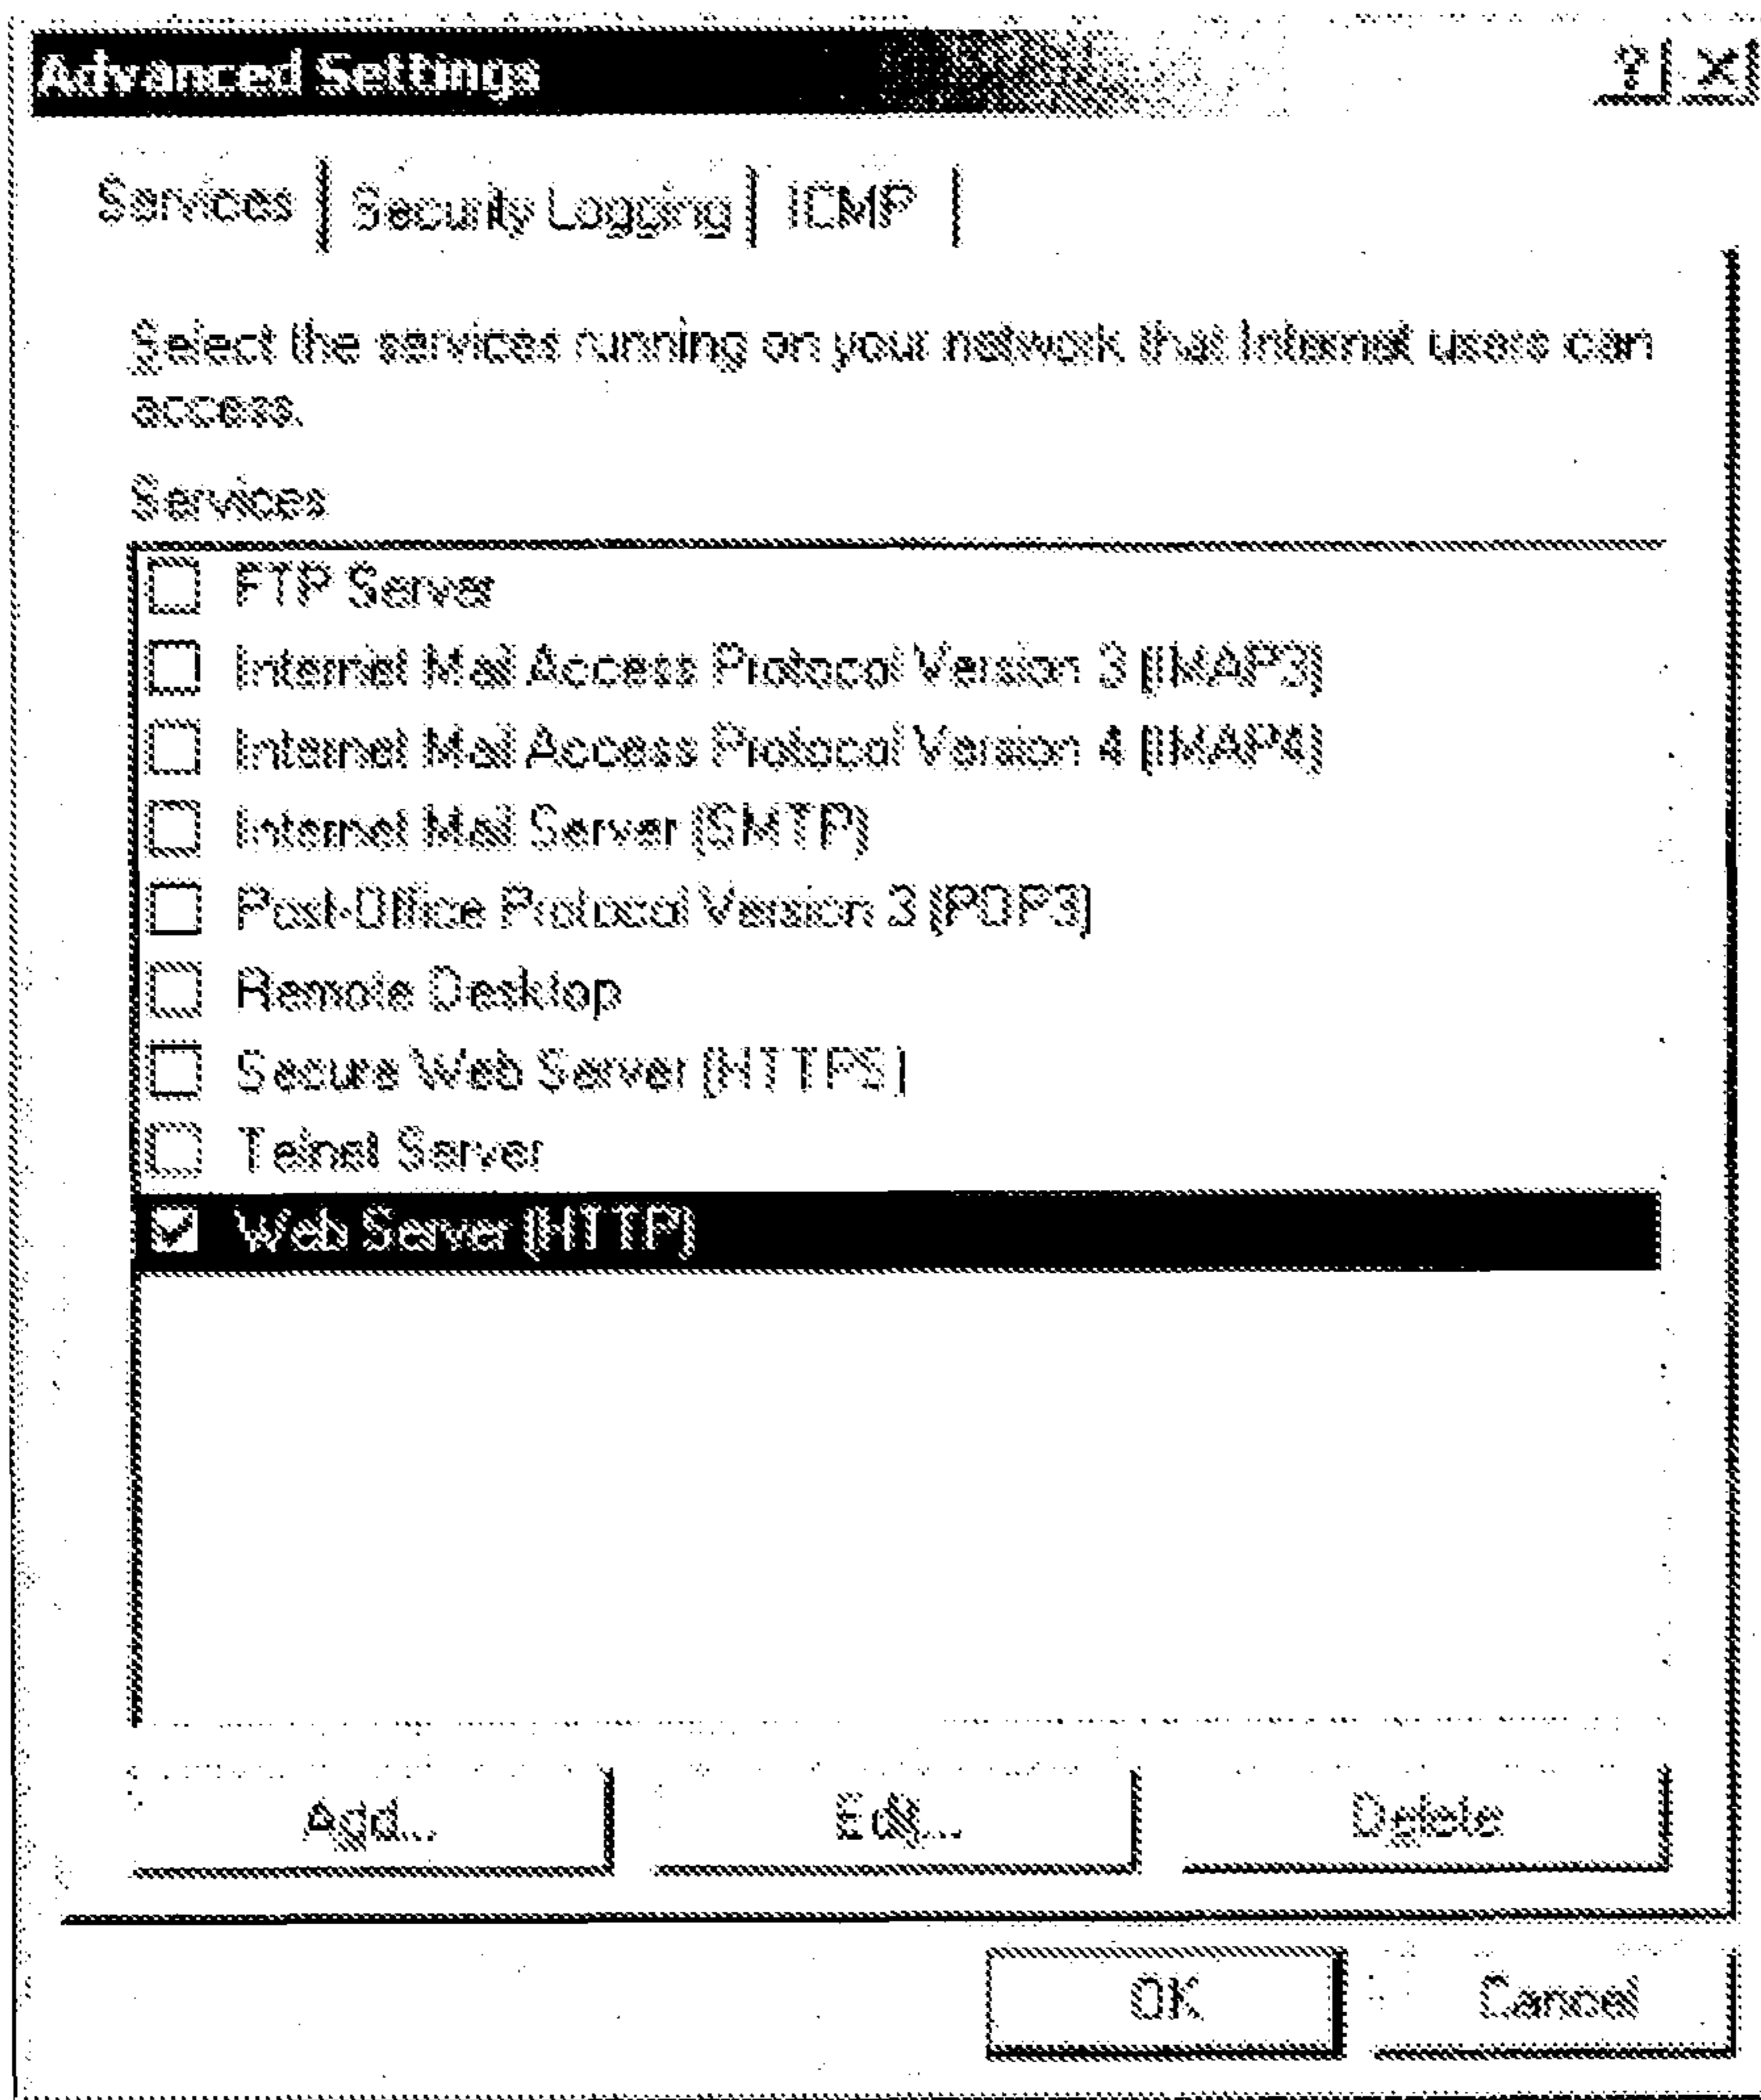 Advanced Settings ? X
Services Security Logging ICMP
Select the services running on your network that Internet users can
access.
Services
FTP Server
Internet Mail Access Protocol Version 3 (IMAP3)
Internet Mail Access Protocol Version 4 (IMAP4)
Internet Mail Server (SMTP)
Post-Office Protocol Version 3 (POP3)
Remote Desktop
Secure Web Server (HTTPS)
Telnet Server
Web Server (HTTP)
Add... Edit... Delete
OK Cancel